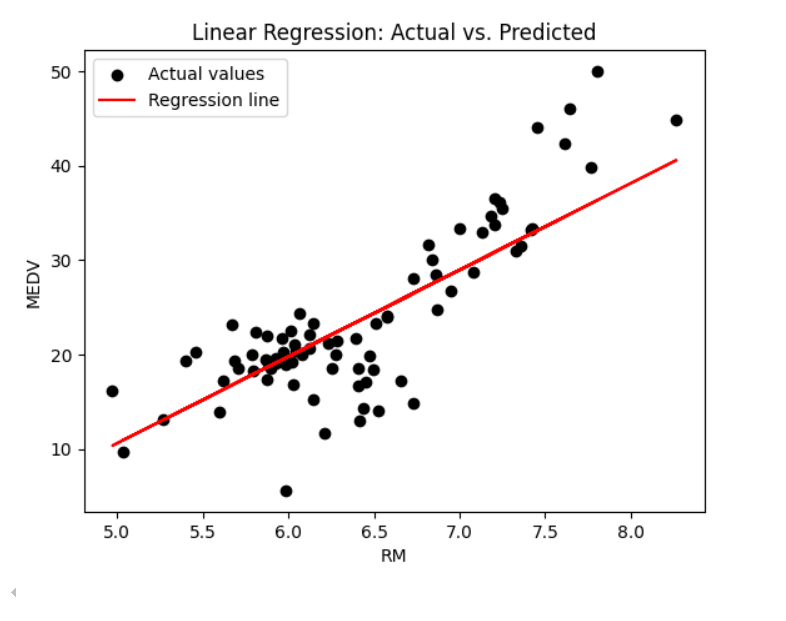 Linear Regression: Actual vs. Predicted
Actual values
Regression line
50
40
30
20
10
MEDV
5.0 5.5 6.0 6.5 7.0 7.5 8.0
RM